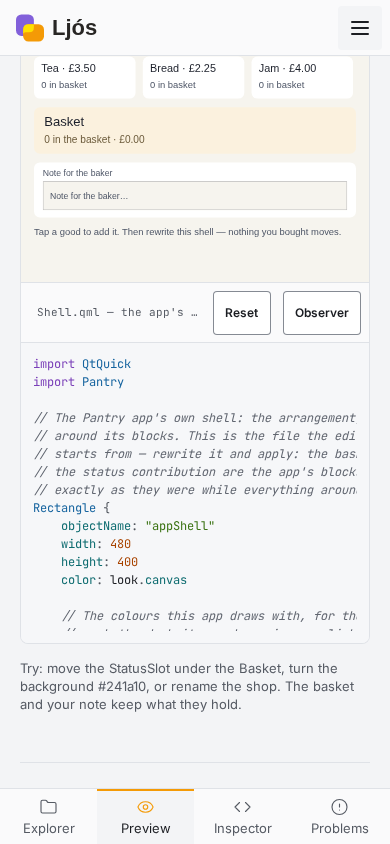 Ljós
Tea · £3.50
0 in basket
Bread · £2.25
0 in basket
Jam · £4.00
0 in basket
Basket
0 in the basket · £0.00
Note for the baker
Note for the baker…
Tap a good to add it. Then rewrite this shell — nothing you bought moves.
Shell.qml — the app's …
Reset
Observer
import QtQuick
import Pantry
// The Pantry app's own shell: the arrangement
// around its blocks. This is the file the edi
// starts from — rewrite it and apply: the bas
// the status contribution are the app's block
// exactly as they were while everything aroun
Rectangle {
objectName: "appShell"
width: 480
height: 400
color: look.canvas
// The colours this app draws with, for the
Try: move the StatusSlot under the Basket, turn the
background #241a10, or rename the shop. The basket
and your note keep what they hold.
Explorer
Preview
Inspector
Problems